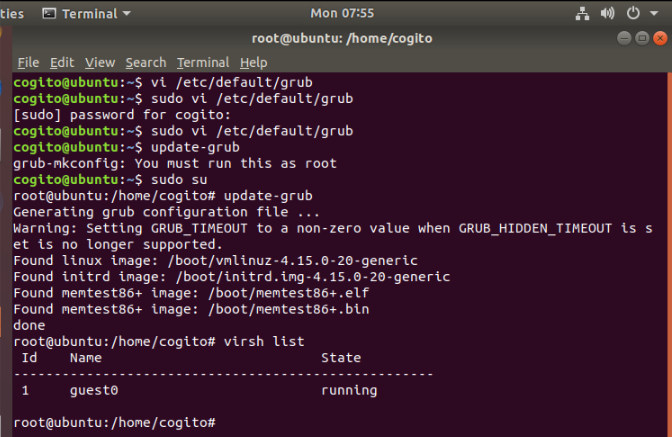 ties Terminal Mon 07:55
root@ubuntu: /home/cogito
File Edit View Search Terminal Help
cogito@ubuntu:~$ vi /etc/default/grub
cogito@ubuntu:~$ sudo vi /etc/default/grub
[sudo] password for cogito:
cogito@ubuntu:~$ sudo vi /etc/default/grub
cogito@ubuntu:~$ update-grub
grub-mkconfig: You must run this as root
cogito@ubuntu:~$ sudo su
root@ubuntu:/home/cogito# update-grub
Generating grub configuration file ...
Warning: Setting GRUB_TIMEOUT to a non-zero value when GRUB_HIDDEN_TIMEOUT is s
et is no longer supported.
Found linux image: /boot/vmlinuz-4.15.0-20-generic
Found initrd image: /boot/initrd.img-4.15.0-20-generic
Found memtest86+ image: /boot/memtest86+.elf
Found memtest86+ image: /boot/memtest86+.bin
done
root@ubuntu:/home/cogito# virsh list
 Id    Name                           State
----------------------------------------------------
 1     guest0                         running

root@ubuntu:/home/cogito#